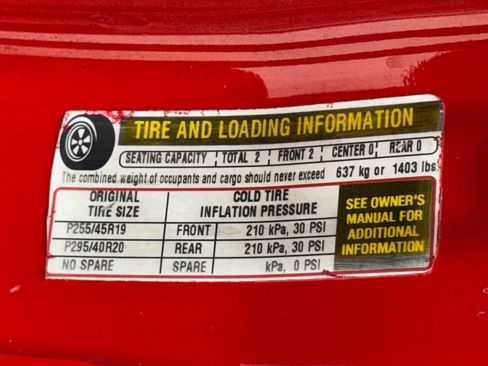 TIRE AND LOADING INFORMATION
SEATING CAPACITY TOTAL 2 FRONT 2 CENTER 0 REAR 0
The combined weight of occupants and cargo should never exceed 637 kg or 1403 lbs.
ORIGINAL TIRE SIZE COLD TIRE INFLATION PRESSURE
P255/45R19 FRONT 210 kPa, 30 PSI
P295/40R20 REAR 210 kPa, 30 PSI
NO SPARE SPARE kPa, 0 PSI
SEE OWNER'S
MANUAL FOR
ADDITIONAL
INFORMATION